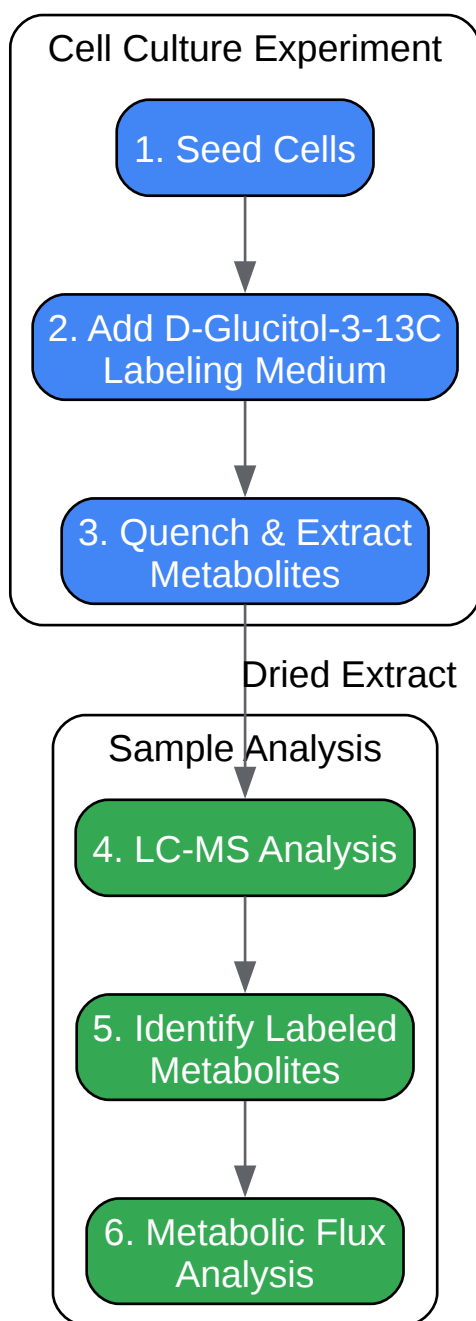 Cell Culture Experiment
1. Seed Cells
2. Add D-Glucitol-3-13C
Labeling Medium
3. Quench & Extract
Metabolites
Dried Extract
Sample Analysis
4. LC-MS Analysis
5. Identify Labeled
Metabolites
6. Metabolic Flux
Analysis